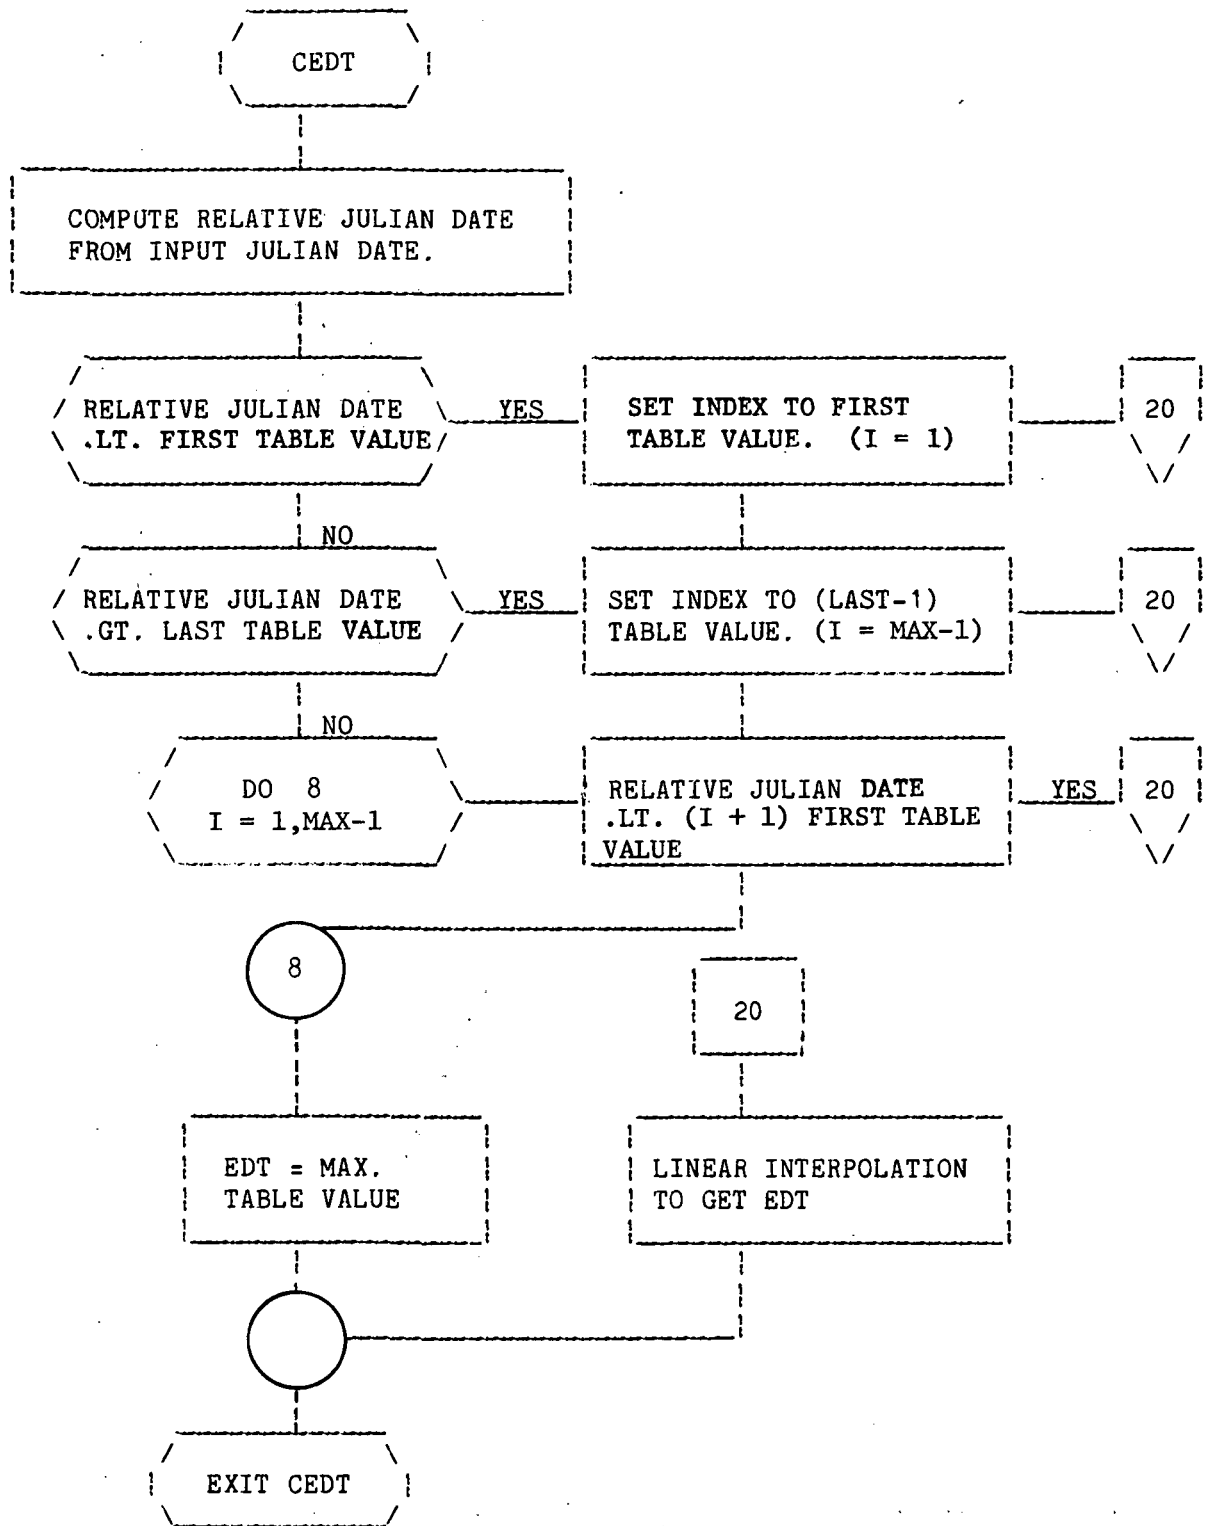 CEDT
COMPUTE RELATIVE JULIAN DATE
FROM INPUT JULIAN DATE.
RELATIVE JULIAN DATE
.LT. FIRST TABLE VALUE
YES
SET INDEX TO FIRST
TABLE VALUE. (I = 1)
20
NO
RELATIVE JULIAN DATE
.GT. LAST TABLE VALUE
YES
SET INDEX TO (LAST-1)
TABLE VALUE. (I = MAX-1)
20
NO
DO 8
I = 1,MAX-1
RELATIVE JULIAN DATE
.LT. (I + 1) FIRST TABLE
VALUE
YES
20
8
20
EDT = MAX.
TABLE VALUE
LINEAR INTERPOLATION
TO GET EDT
EXIT CEDT